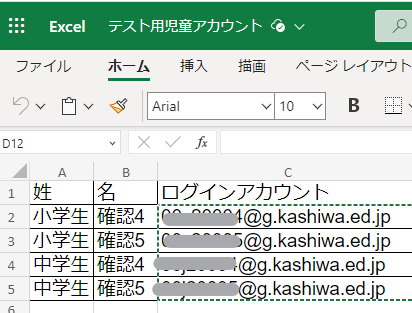 Excel テスト用児童アカウント
ファイル ホーム 挿入 描画 ページ レイアウト
Arial 10 B
D12 fx
A B C
1 姓 名 ログインアカウント
2 小学生 確認4 @g.kashiwa.ed.jp
3 小学生 確認5 @g.kashiwa.ed.jp
4 中学生 確認4 @g.kashiwa.ed.jp
5 中学生 確認5 @g.kashiwa.ed.jp
6